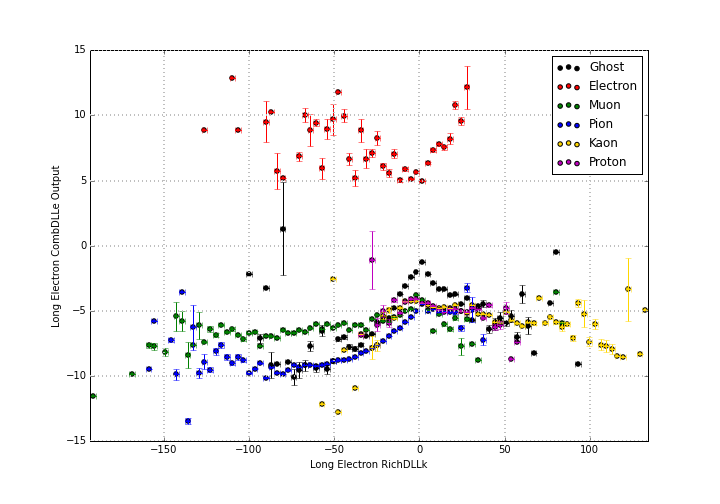 15
10
5
0
−5
−10
−15
−150
−100
−50
0
50
100
Long Electron RichDLLk
Long Electron CombDLLe Output
Ghost
Electron
Muon
Pion
Kaon
Proton